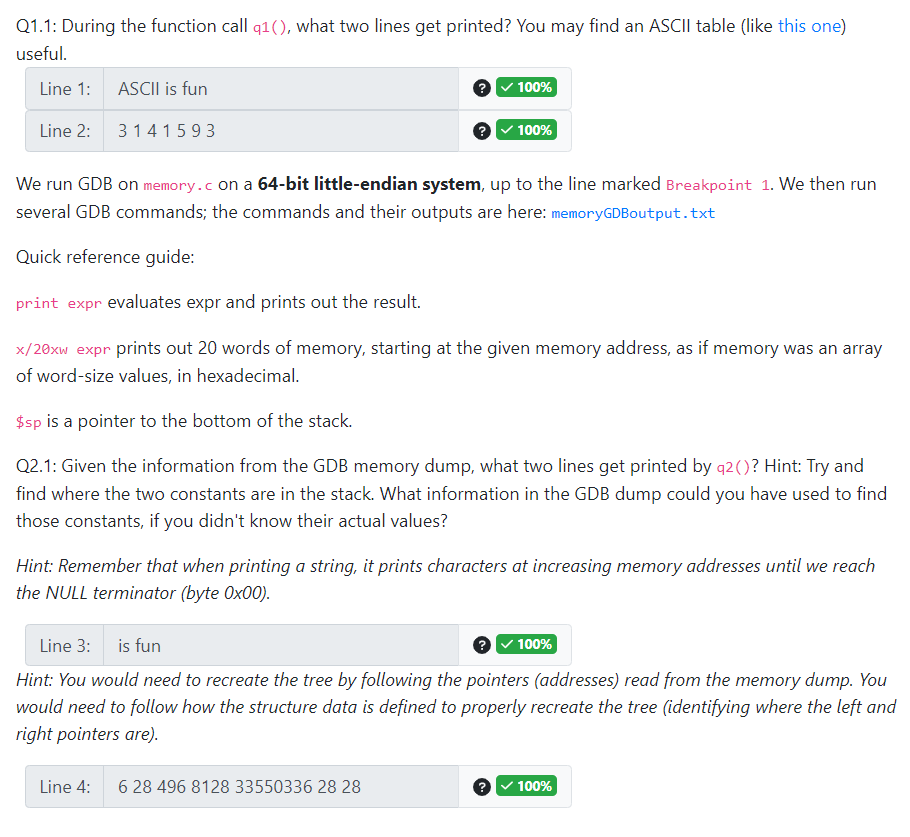 Q1.1: During the function call q1(), what two lines get printed? You may find an ASCII table (like this one)
useful.
Line 1: ASCII is fun ? ✓ 100%
Line 2: 3 1 4 1 5 9 3 ? ✓ 100%
We run GDB on memory.c on a 64-bit little-endian system, up to the line marked Breakpoint 1. We then run
several GDB commands; the commands and their outputs are here: memoryGDBoutput.txt
Quick reference guide:
print expr evaluates expr and prints out the result.
x/20xw expr prints out 20 words of memory, starting at the given memory address, as if memory was an array
of word-size values, in hexadecimal.
$sp is a pointer to the bottom of the stack.
Q2.1: Given the information from the GDB memory dump, what two lines get printed by q2()? Hint: Try and
find where the two constants are in the stack. What information in the GDB dump could you have used to find
those constants, if you didn't know their actual values?
Hint: Remember that when printing a string, it prints characters at increasing memory addresses until we reach
the NULL terminator (byte 0x00).
Line 3: is fun ? ✓ 100%
Hint: You would need to recreate the tree by following the pointers (addresses) read from the memory dump. You
would need to follow how the structure data is defined to properly recreate the tree (identifying where the left and
right pointers are).
Line 4: 6 28 496 8128 33550336 28 28 ? ✓ 100%